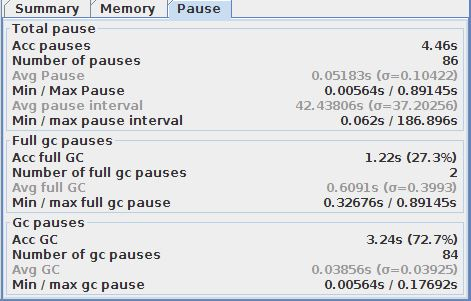 Summary Memory Pause
Total pause
Acc pauses 4.46s
Number of pauses 86
Avg Pause 0.05183s (σ=0.10422)
Min / Max Pause 0.00564s / 0.89145s
Avg pause interval 42.43806s (σ=37.20256)
Min / max pause interval 0.062s / 186.896s
Full gc pauses
Acc full GC 1.22s (27.3%)
Number of full gc pauses 2
Avg full GC 0.6091s (σ=0.3993)
Min / max full gc pause 0.32676s / 0.89145s
Gc pauses
Acc GC 3.24s (72.7%)
Number of gc pauses 84
Avg GC 0.03856s (σ=0.03925)
Min / max gc pause 0.00564s / 0.17692s